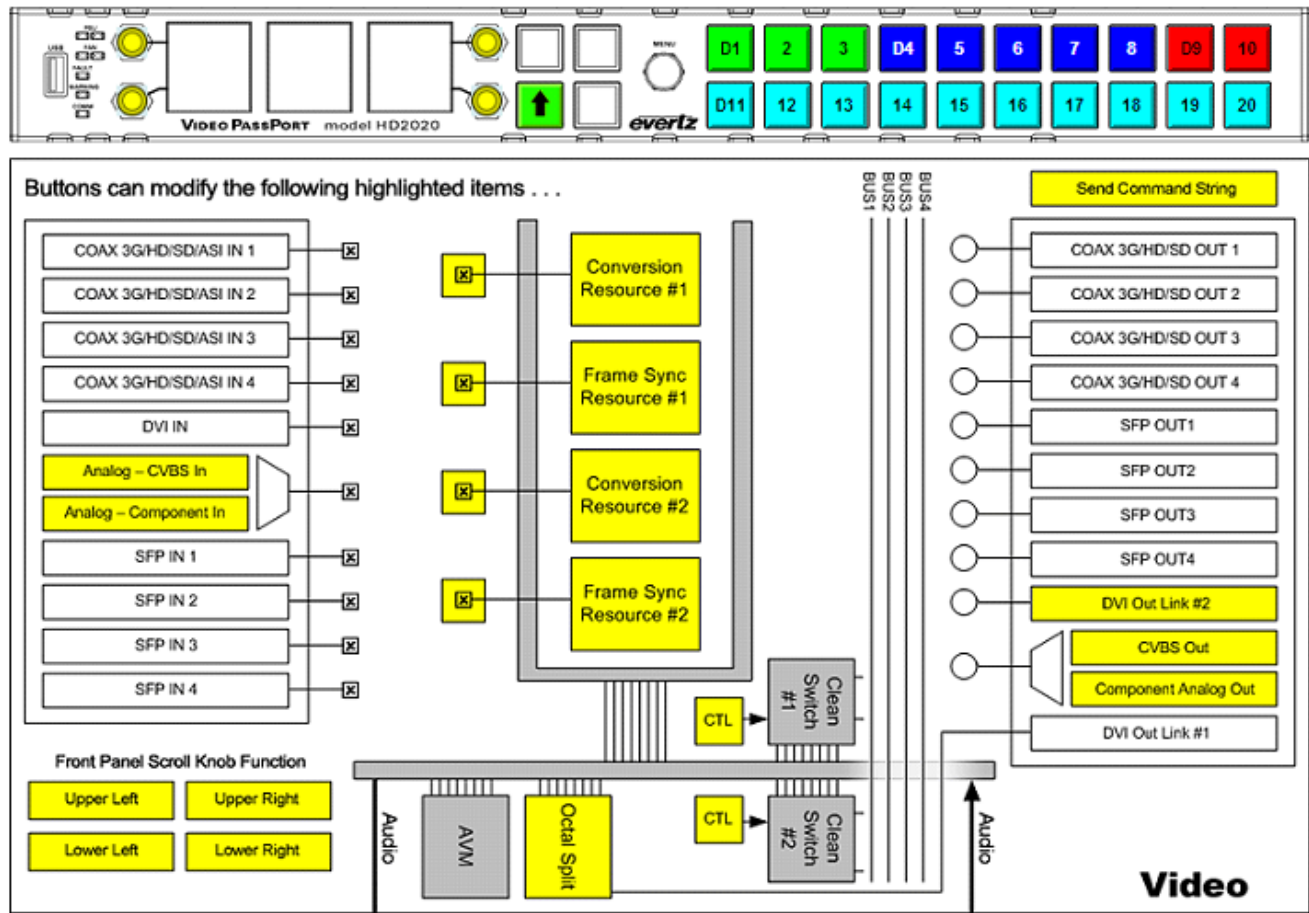 USB
PSU
FAN
FAULT
WARNING
COMM
VIDEO PASSPORT model HD2020
MENU
evertz
D1 2 3 D4 5 6 7 8 D9 10
D11 12 13 14 15 16 17 18 19 20
Buttons can modify the following highlighted items . . .
COAX 3G/HD/SD/ASI IN 1
COAX 3G/HD/SD/ASI IN 2
COAX 3G/HD/SD/ASI IN 3
COAX 3G/HD/SD/ASI IN 4
DVI IN
Analog – CVBS In
Analog – Component In
SFP IN 1
SFP IN 2
SFP IN 3
SFP IN 4
Front Panel Scroll Knob Function
Upper Left
Upper Right
Lower Left
Lower Right
Conversion
Resource #1
Frame Sync
Resource #1
Conversion
Resource #2
Frame Sync
Resource #2
BUS1
BUS2
BUS3
BUS4
CTL
Clean
Switch
#1
CTL
Clean
Switch
#2
Audio
AVM
Octal Split
Audio
Send Command String
COAX 3G/HD/SD OUT 1
COAX 3G/HD/SD OUT 2
COAX 3G/HD/SD OUT 3
COAX 3G/HD/SD OUT 4
SFP OUT1
SFP OUT2
SFP OUT3
SFP OUT4
DVI Out Link #2
CVBS Out
Component Analog Out
DVI Out Link #1
Video